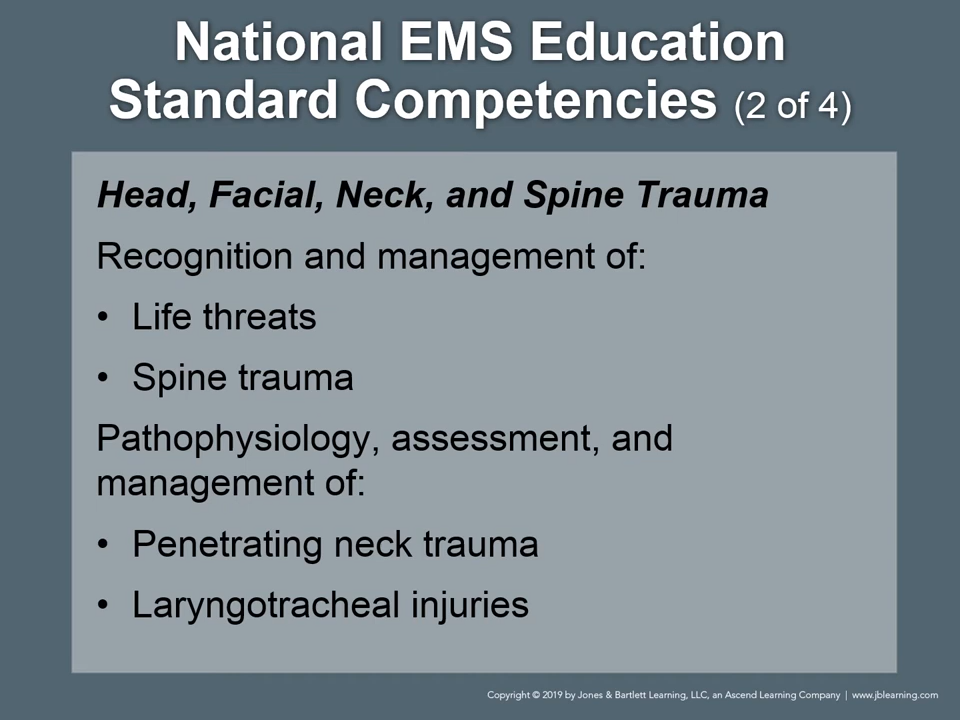 National EMS Education
Standard Competencies (2 of 4)
Head, Facial, Neck, and Spine Trauma
Recognition and management of:
• Life threats
• Spine trauma
Pathophysiology, assessment, and
management of:
• Penetrating neck trauma
• Laryngotracheal injuries
Copyright © 2019 by Jones & Bartlett Learning, LLC, an Ascend Learning Company | www.jblearning.com